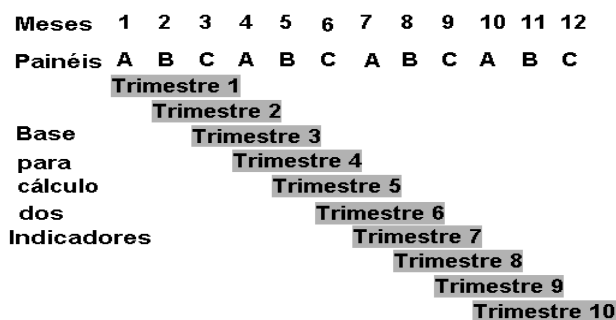 Meses 1 2 3 4 5 6 7 8 9 10 11 12
Painéis A B C A B C A B C A B C
Trimestre 1
Trimestre 2
Base Trimestre 3
para Trimestre 4
cálculo Trimestre 5
dos Trimestre 6
Indicadores Trimestre 7
Trimestre 8
Trimestre 9
Trimestre 10